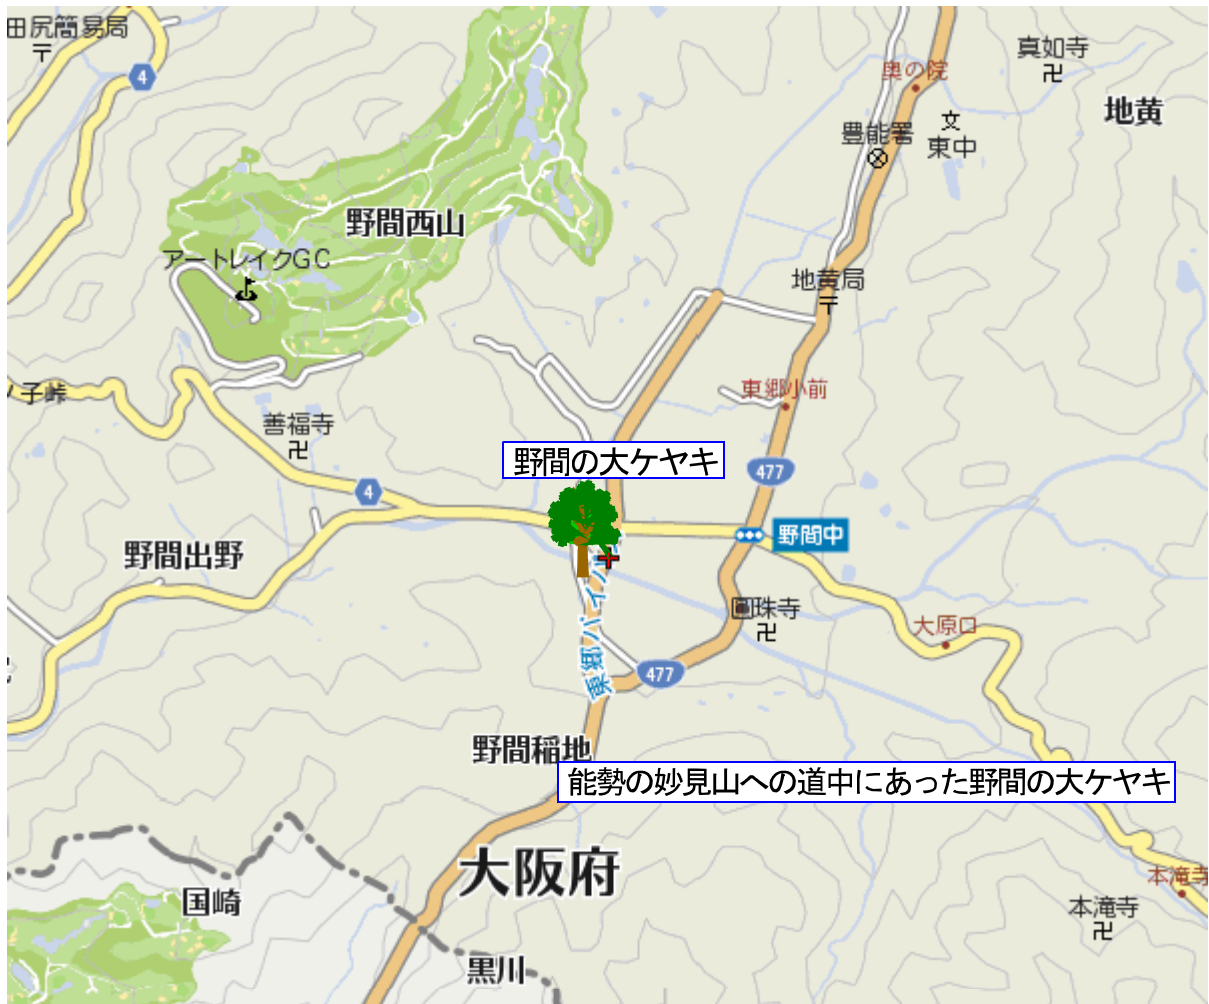 田尻簡易局
4
真如寺
奥の院
地黄
豊能署
文
東中
野間西山
アートレイクGC
地黄局
ノ子峠
東郷小前
善福寺
野間の大ケヤキ
477
4
野間中
野間出野
東郷バイパ
圓珠寺
大原口
477
野間稲地
能勢の妙見山への道中にあった野間の大ケヤキ
大阪府
国崎
本滝寺
本滝寺
黒川